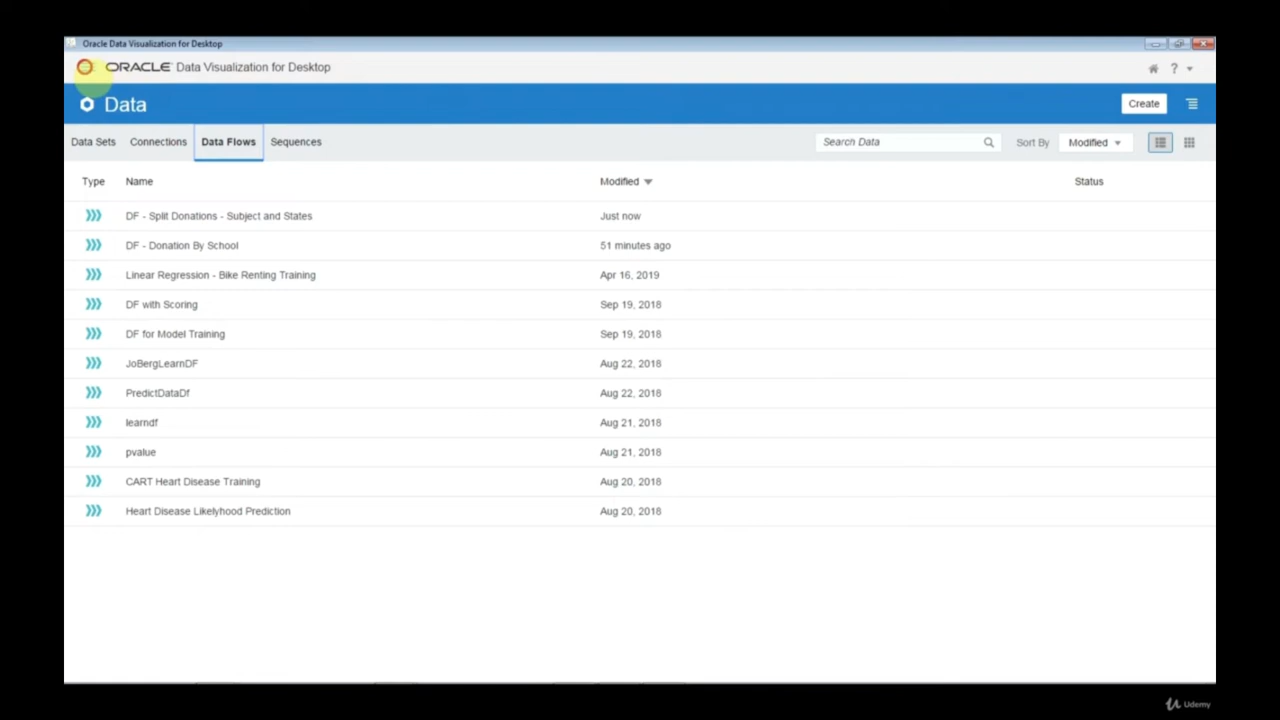 Oracle Data Visualization for Desktop
ORACLE Data Visualization for Desktop ?
Data Create
Data Sets Connections Data Flows Sequences Search Data Sort By Modified
Type Name Modified Status
DF - Split Donations - Subject and States Just now
DF - Donation By School 51 minutes ago
Linear Regression - Bike Renting Training Apr 16, 2019
DF with Scoring Sep 19, 2018
DF for Model Training Sep 19, 2018
JoBergLearnDF Aug 22, 2018
PredictDataDf Aug 22, 2018
learndf Aug 21, 2018
pvalue Aug 21, 2018
CART Heart Disease Training Aug 20, 2018
Heart Disease Likelyhood Prediction Aug 20, 2018
Udemy